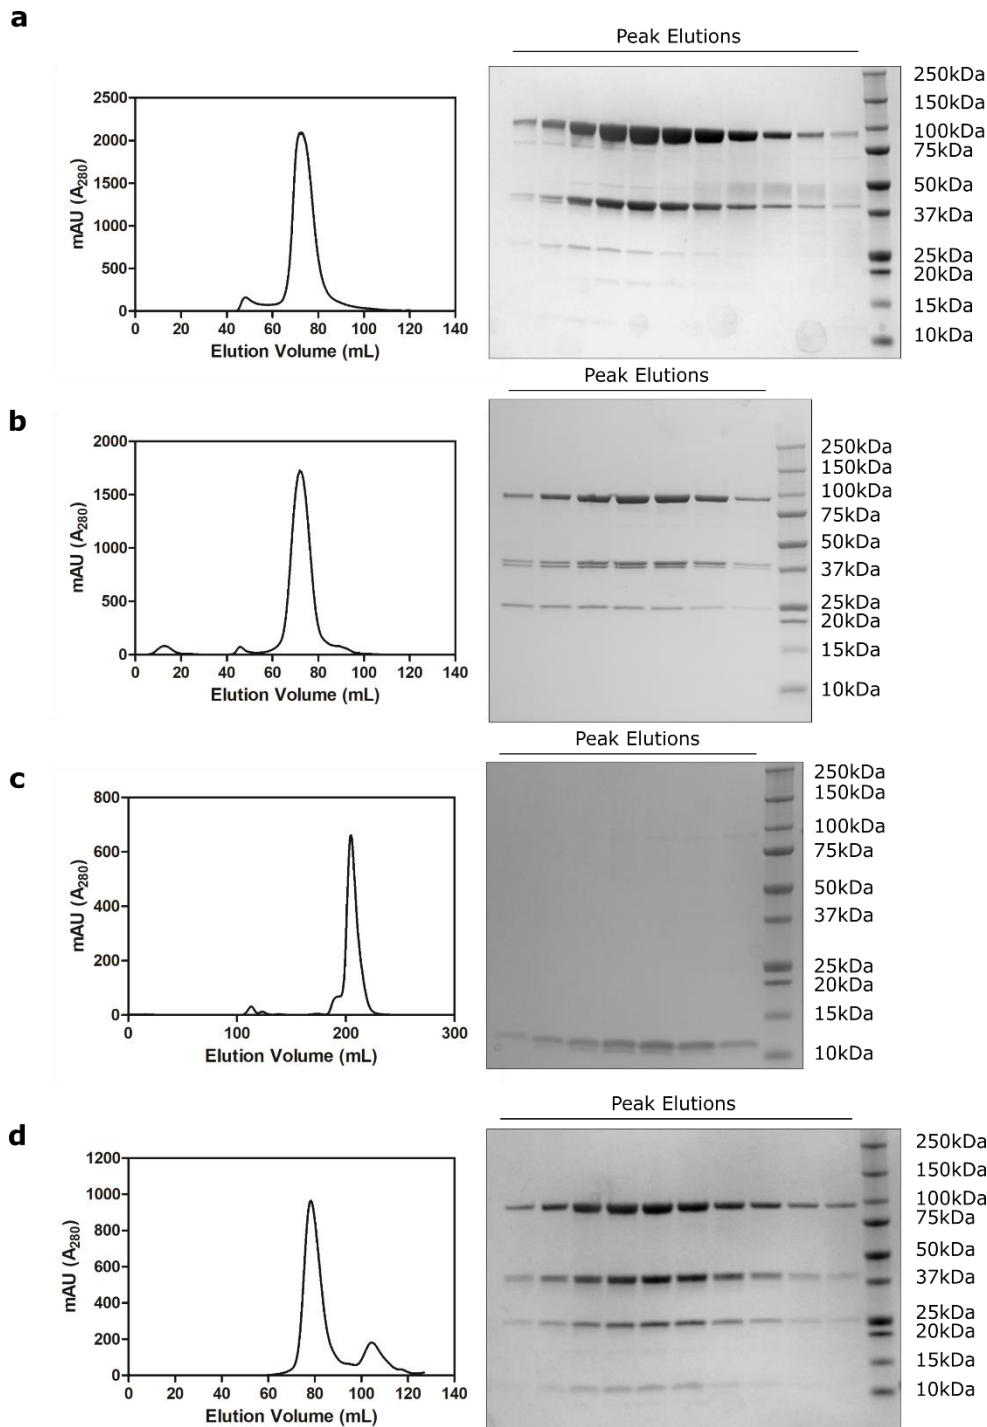 a
Peak Elutions
2500
2000
1500
1000
500
0
mAU (A280)
0 20 40 60 80 100 120 140
Elution Volume (mL)
250kDa
150kDa
100kDa
75kDa
50kDa
37kDa
25kDa
20kDa
15kDa
10kDa
b
Peak Elutions
2000
1500
1000
500
0
mAU (A280)
0 20 40 60 80 100 120 140
Elution Volume (mL)
250kDa
150kDa
100kDa
75kDa
50kDa
37kDa
25kDa
20kDa
15kDa
10kDa
c
Peak Elutions
800
600
400
200
0
mAU (A280)
0 100 200 300
Elution Volume (mL)
250kDa
150kDa
100kDa
75kDa
50kDa
37kDa
25kDa
20kDa
15kDa
10kDa
d
Peak Elutions
1200
1000
800
600
400
200
0
mAU (A280)
0 20 40 60 80 100 120 140
Elution Volume (mL)
250kDa
150kDa
100kDa
75kDa
50kDa
37kDa
25kDa
20kDa
15kDa
10kDa